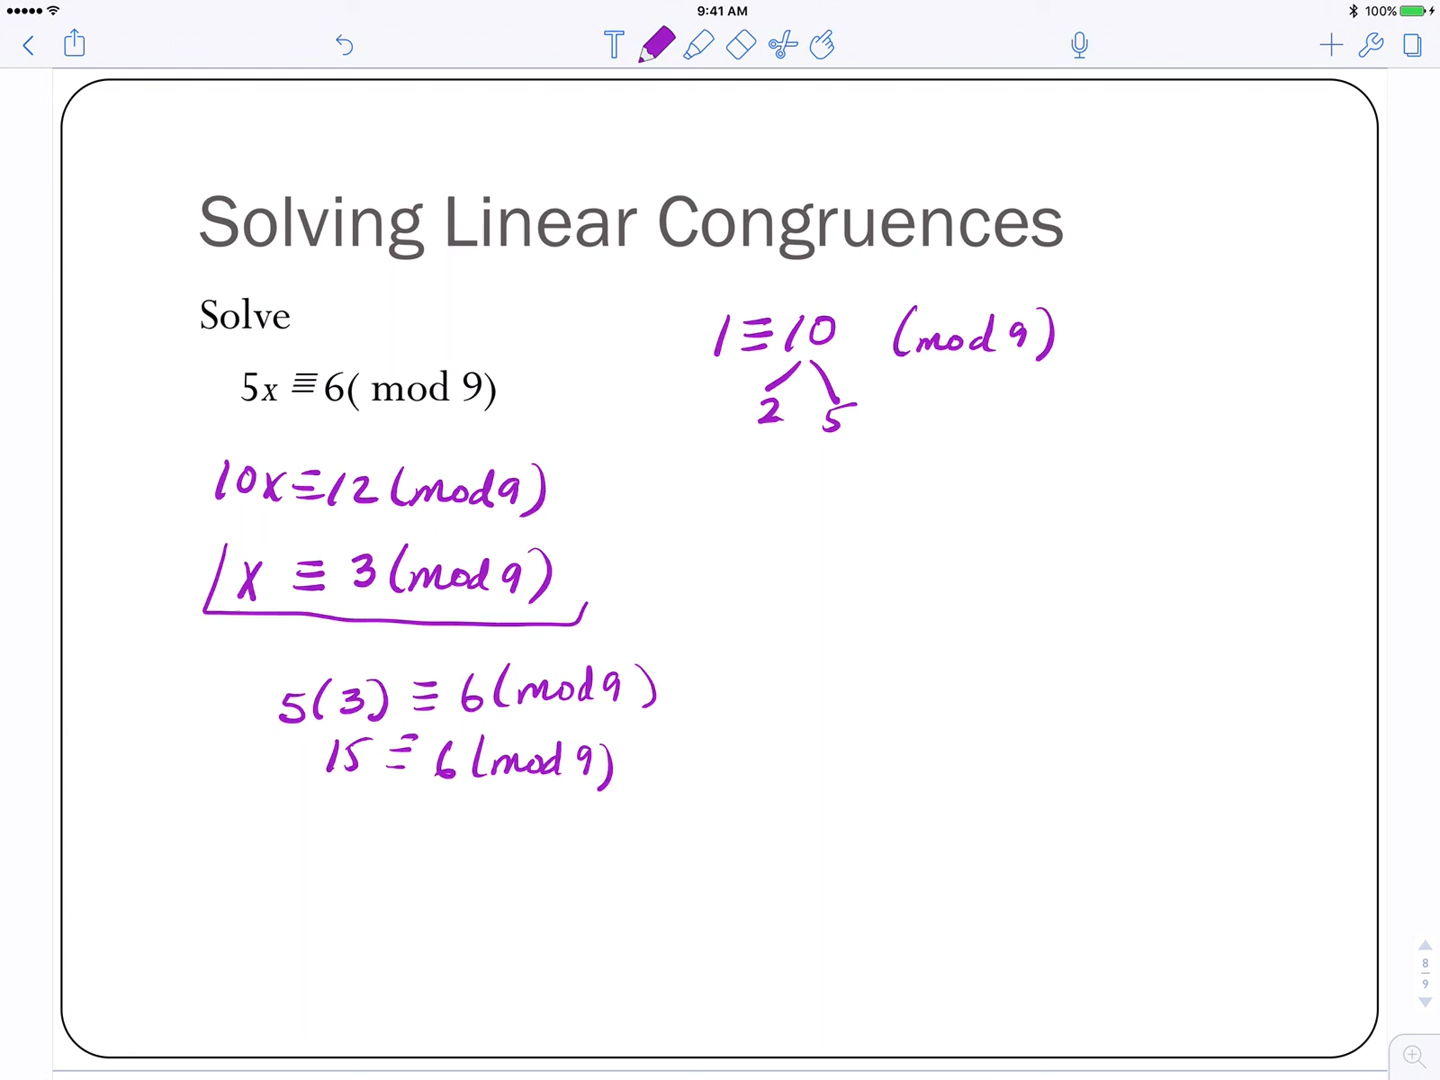 9:41 AM
100%
Solving Linear Congruences
Solve
5x ≡ 6( mod 9)
10x ≡ 12 (mod 9)
x ≡ 3 (mod 9)
5(3) ≡ 6 (mod 9)
15 ≡ 6 (mod 9)
1 ≡ 10 (mod 9)
2 5
8
9